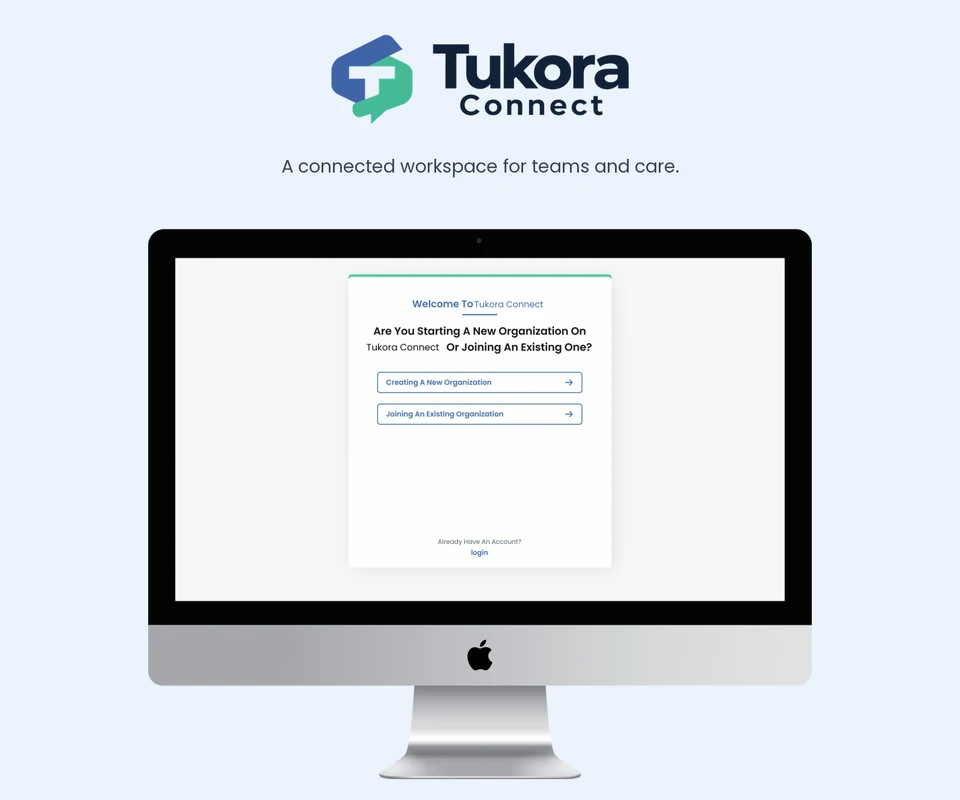 T
Tukora
Connect
A connected workspace for teams and care.
Welcome To Tukora Connect
Are You Starting A New Organization On
Tukora Connect Or Joining An Existing One?
Creating A New Organization
Joining An Existing Organization
Already Have An Account?
login